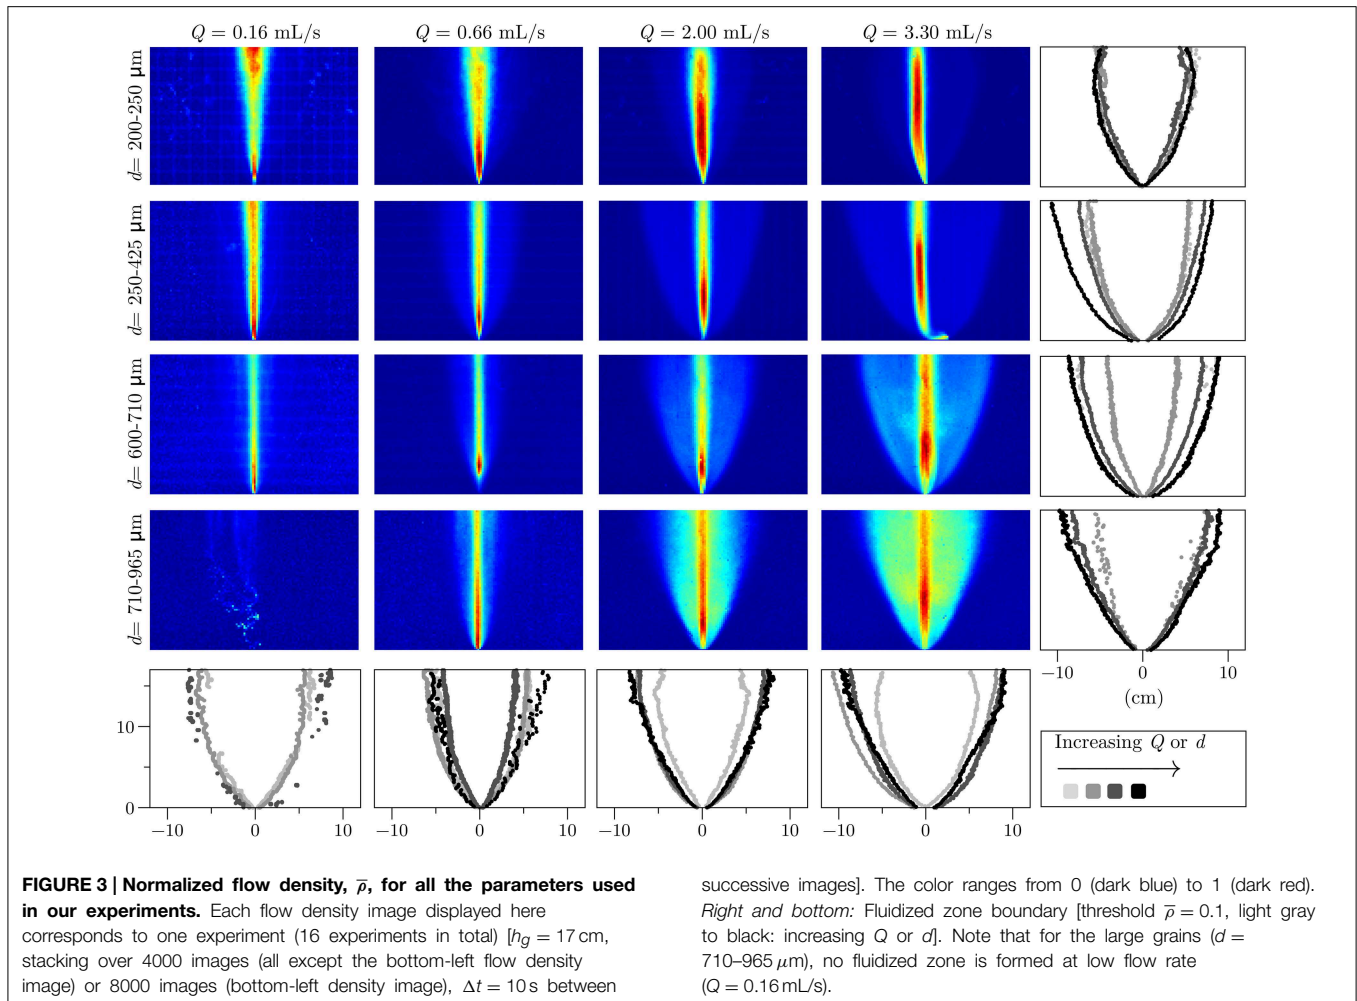 Q = 0.16 mL/s
Q = 0.66 mL/s
Q = 2.00 mL/s
Q = 3.30 mL/s
d= 200-250 µm
d= 250-425 µm
d= 600-710 µm
d= 710-965 µm
−10 0 10
(cm)
10
0
−10 0 10
−10 0 10
−10 0 10
−10 0 10
Increasing Q or d
FIGURE 3 | Normalized flow density, ρ̅, for all the parameters used
in our experiments. Each flow density image displayed here
corresponds to one experiment (16 experiments in total) [hg = 17 cm,
stacking over 4000 images (all except the bottom-left flow density
image) or 8000 images (bottom-left density image), Δt = 10 s between
successive images]. The color ranges from 0 (dark blue) to 1 (dark red).
Right and bottom: Fluidized zone boundary [threshold ρ̅ = 0.1, light gray
to black: increasing Q or d]. Note that for the large grains (d =
710–965 µm), no fluidized zone is formed at low flow rate
(Q = 0.16 mL/s).